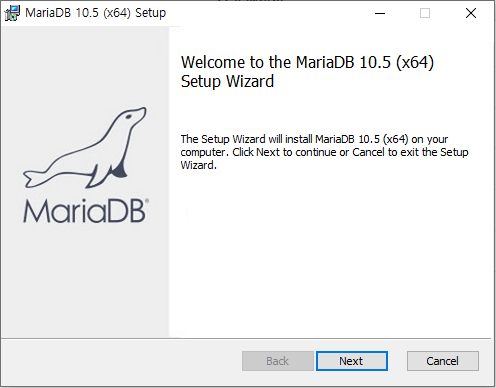 MariaDB 10.5 (x64) Setup
Welcome to the MariaDB 10.5 (x64)
Setup Wizard
The Setup Wizard will install MariaDB 10.5 (x64) on your
computer. Click Next to continue or Cancel to exit the Setup
Wizard.
MariaDB®
Back
Next
Cancel